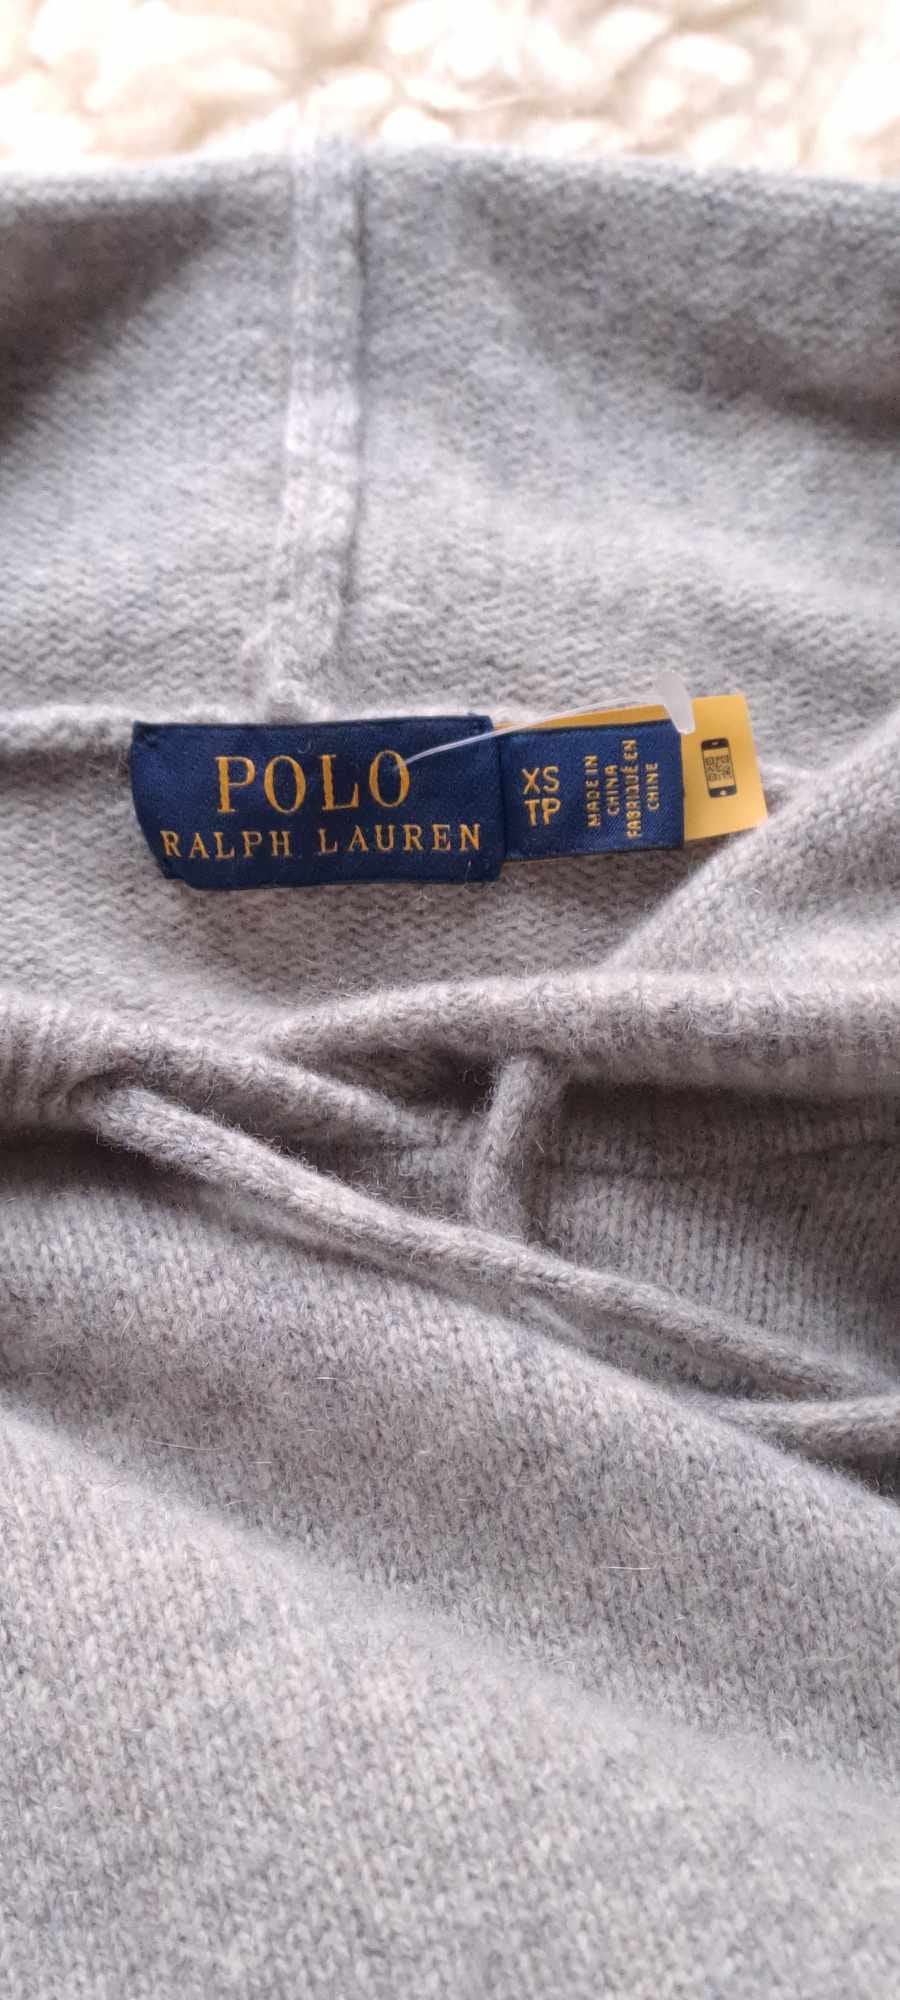 POLO
RALPH LAUREN
XS
TP
MADE IN
CHINA
FABRIQUÉ EN
CHINE